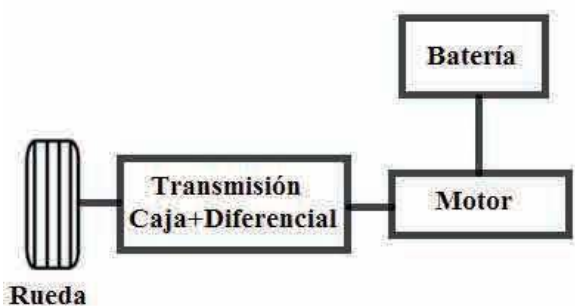 Batería
Transmisión
Caja+Diferencial
Motor
Rueda